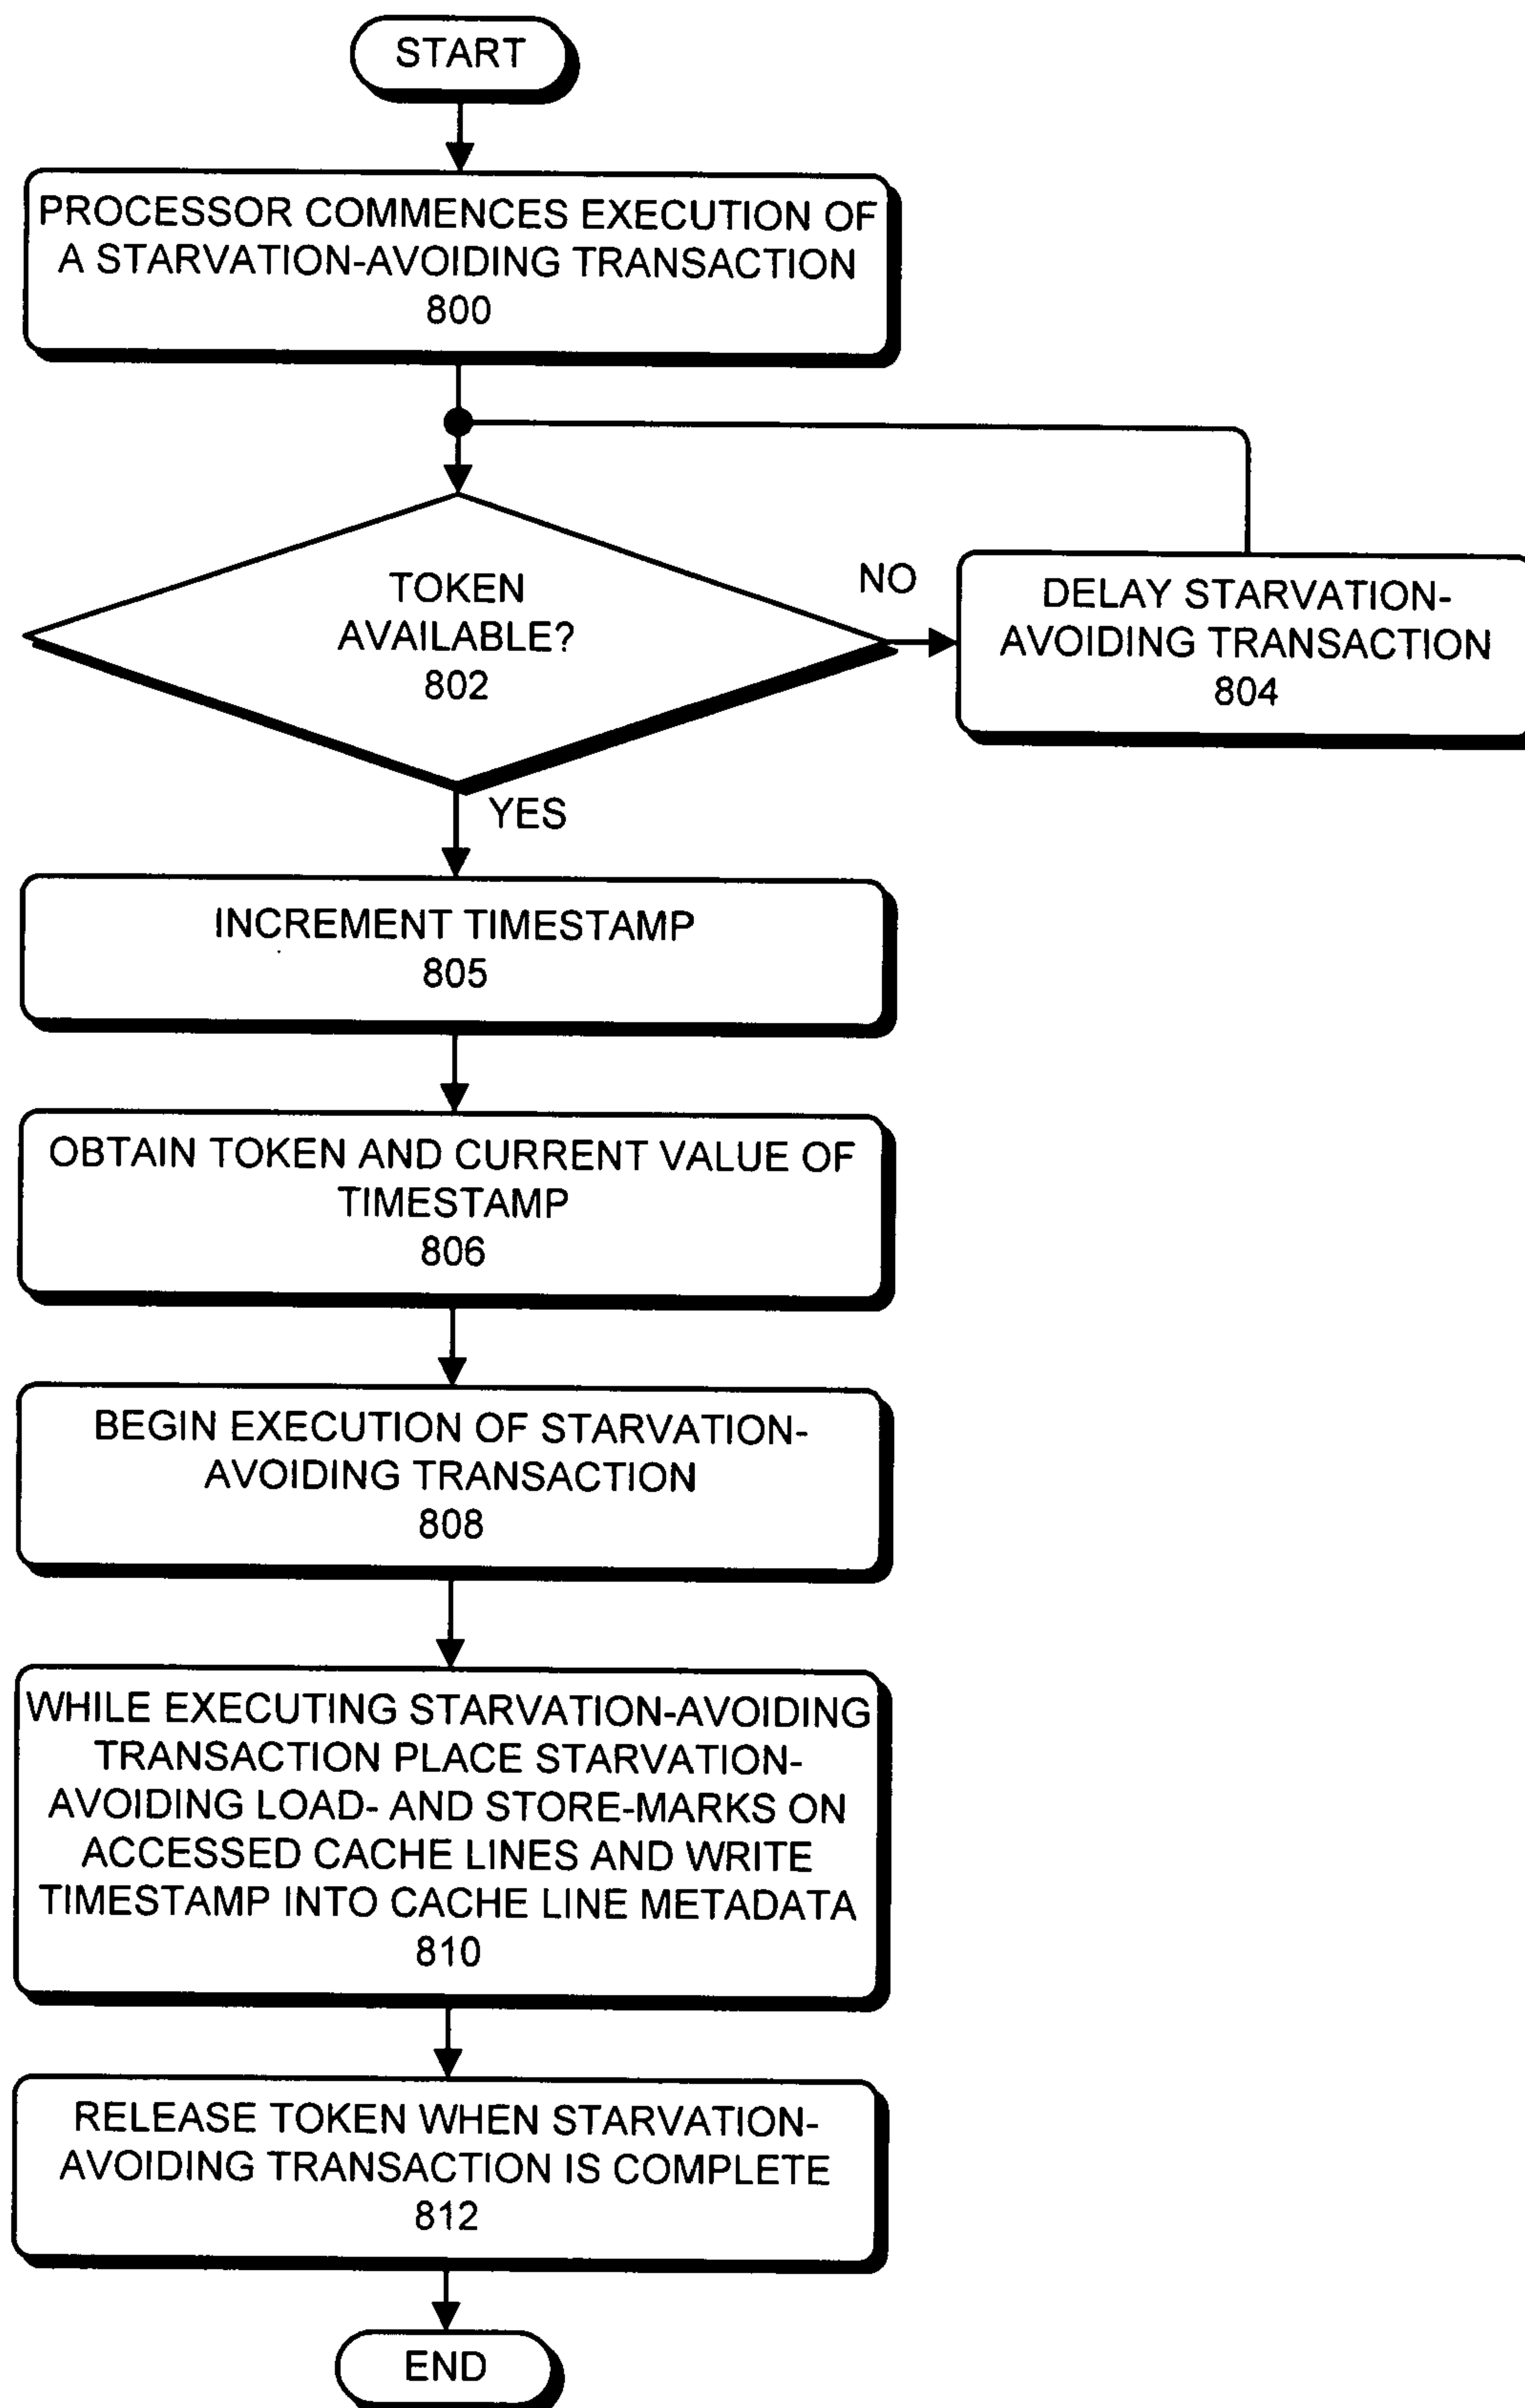 START
PROCESSOR COMMENCES EXECUTION OF
A STARVATION-AVOIDING TRANSACTION
800
TOKEN
AVAILABLE?
802
NO
DELAY STARVATION-
AVOIDING TRANSACTION
804
YES
INCREMENT TIMESTAMP
805
OBTAIN TOKEN AND CURRENT VALUE OF
TIMESTAMP
806
BEGIN EXECUTION OF STARVATION-
AVOIDING TRANSACTION
808
WHILE EXECUTING STARVATION-AVOIDING
TRANSACTION PLACE STARVATION-
AVOIDING LOAD- AND STORE-MARKS ON
ACCESSED CACHE LINES AND WRITE
TIMESTAMP INTO CACHE LINE METADATA
810
RELEASE TOKEN WHEN STARVATION-
AVOIDING TRANSACTION IS COMPLETE
812
END